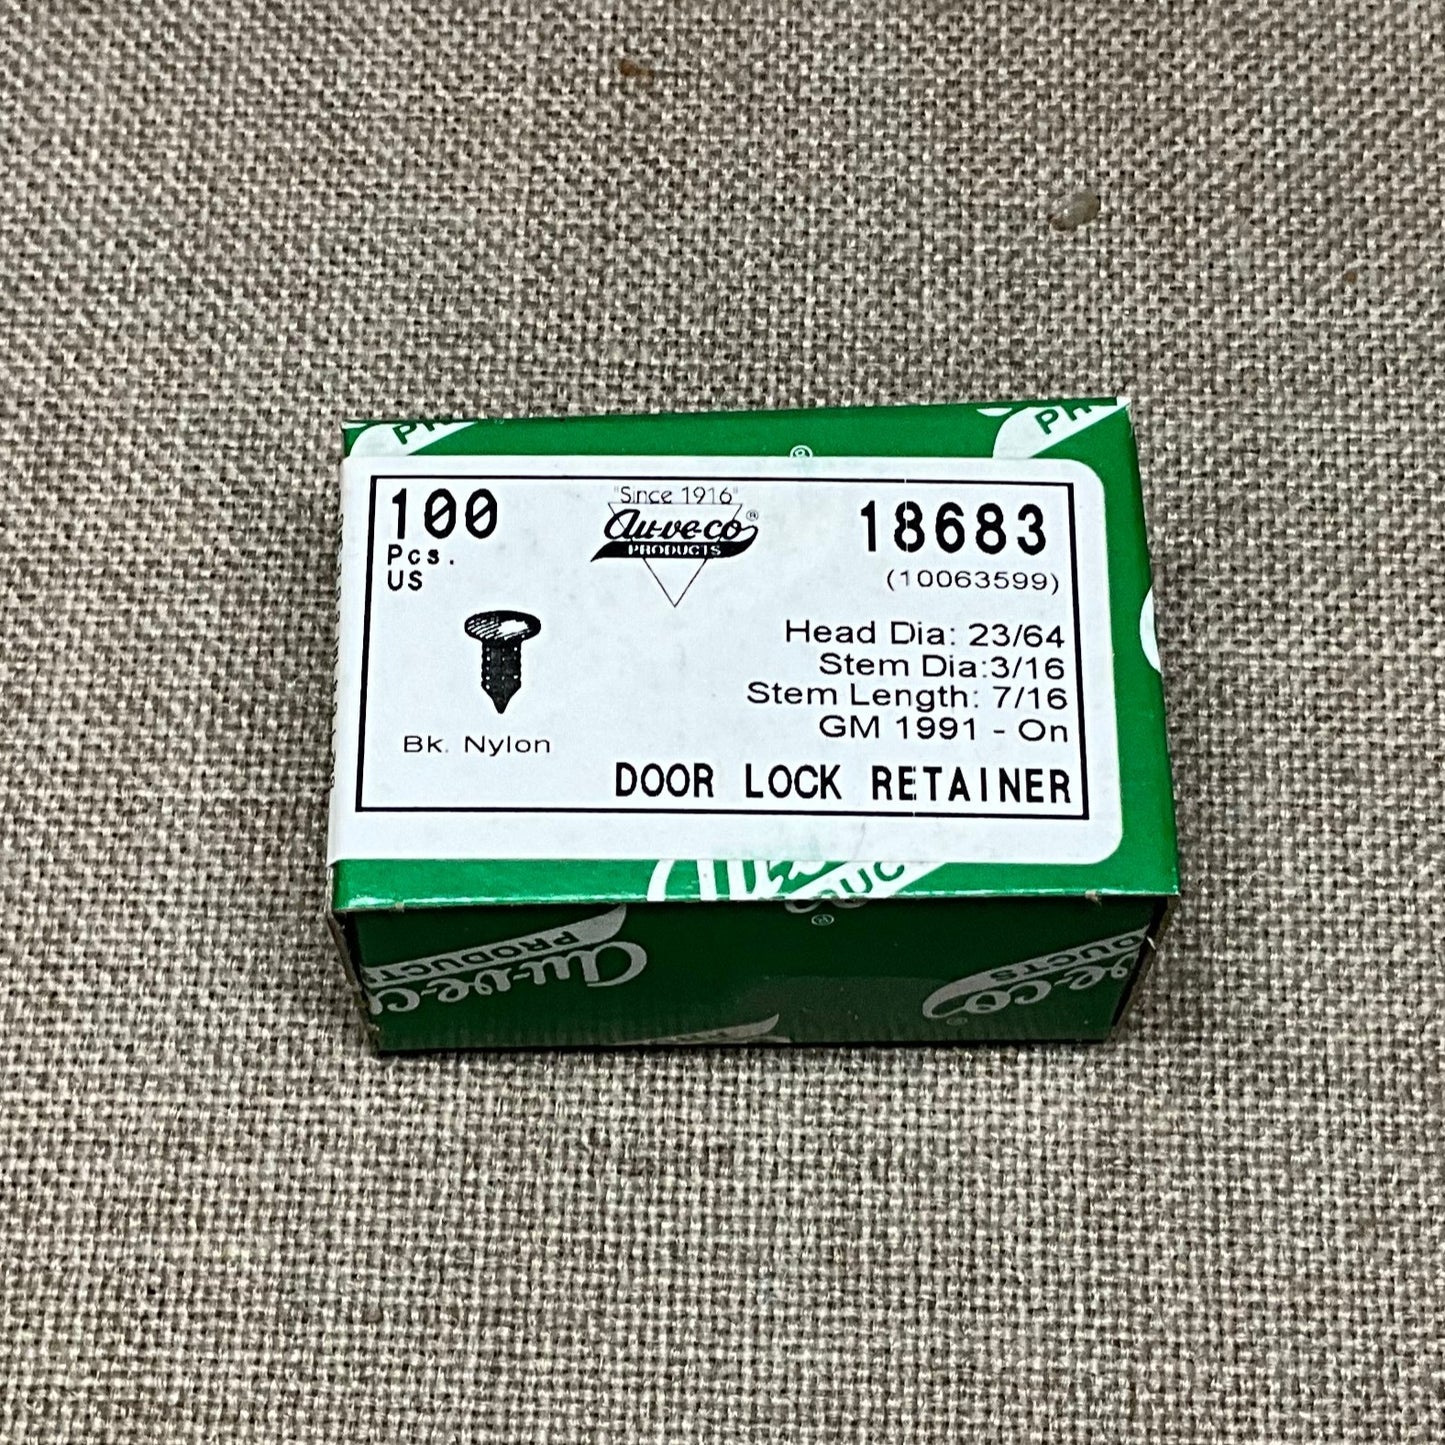 100
Pcs.
US
"Since 1916"
Au-ve-co®
PRODUCTS
18683
(10063599)
Head Dia: 23/64
Stem Dia:3/16
Stem Length: 7/16
GM 1991 - On
Bk. Nylon
DOOR LOCK RETAINER
Au-ve-co
PRODUCTS